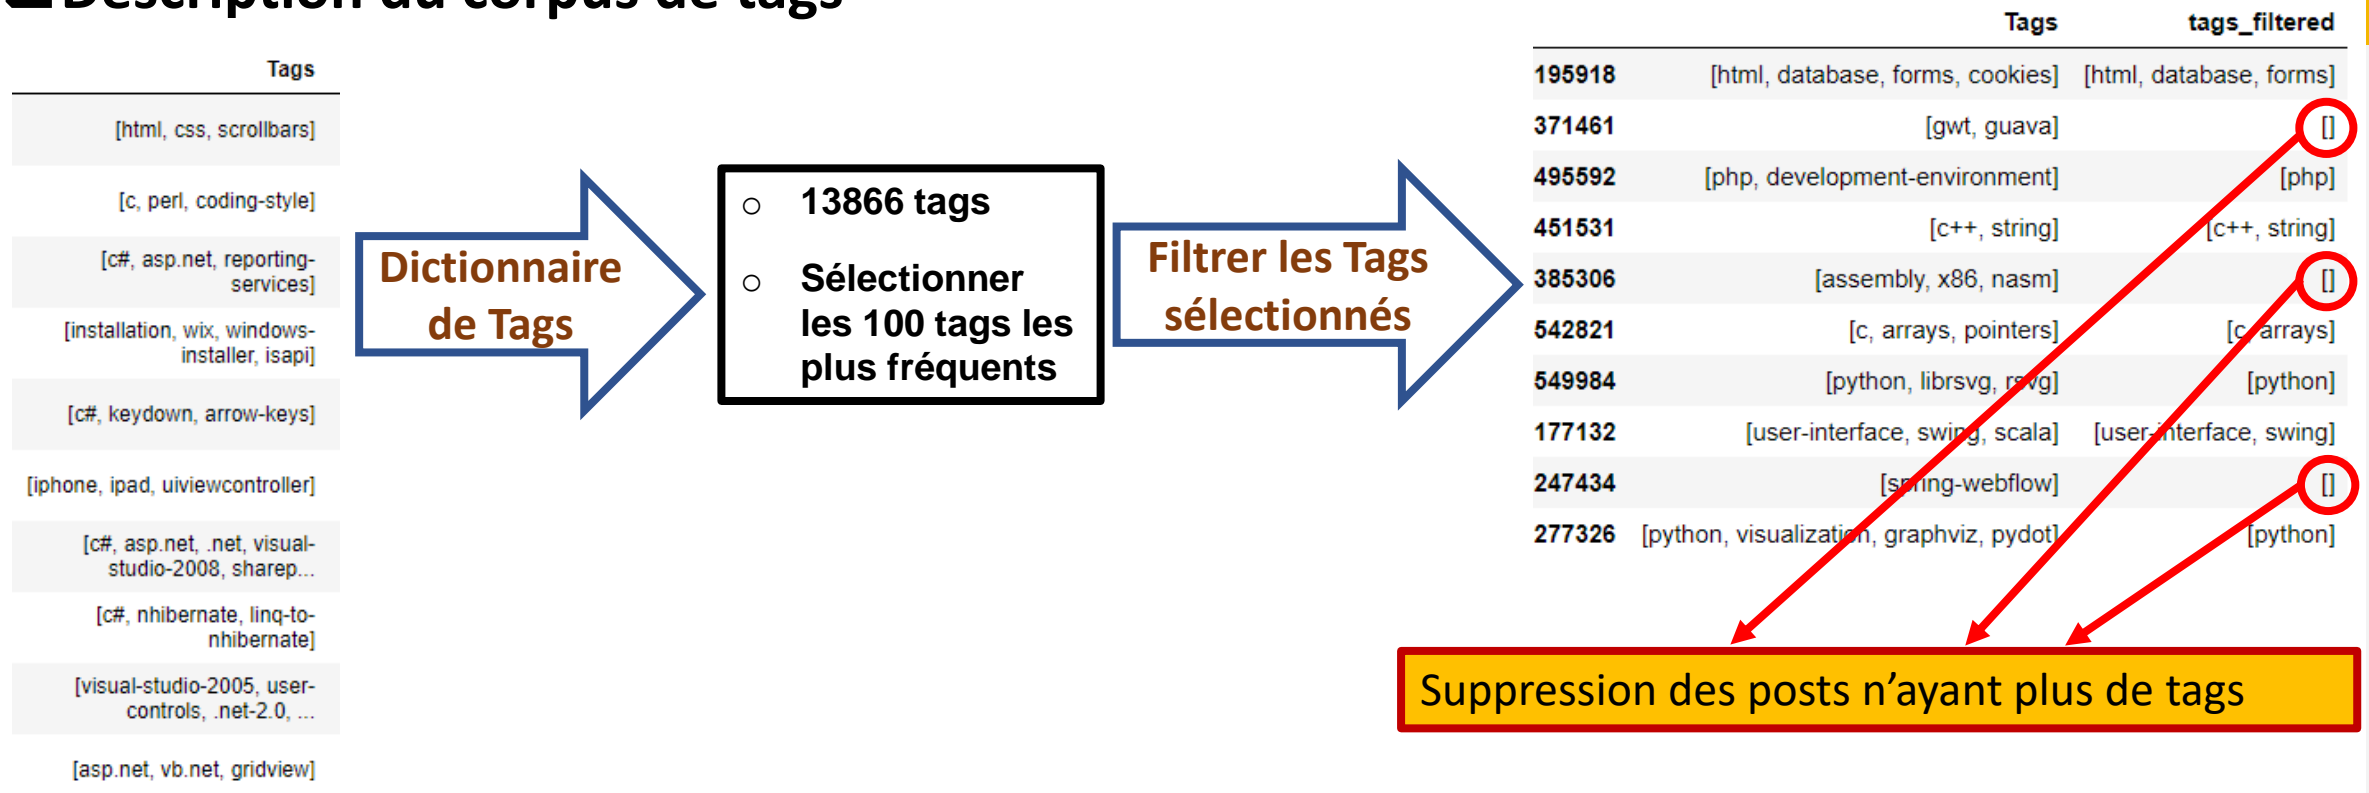 Description du corpus de tags
Tags
[html, css, scrollbars]
[c, perl, coding-style]
[c#, asp.net, reporting-
services]
[installation, wix, windows-
installer, isapi]
[c#, keydown, arrow-keys]
[iphone, ipad, uiviewcontroller]
[c#, asp.net, .net, visual-
studio-2008, sharep...
[c#, nhibernate, linq-to-
nhibernate]
[visual-studio-2005, user-
controls, .net-2.0, ...
[asp.net, vb.net, gridview]
Dictionnaire
de Tags
○ 13866 tags
○ Sélectionner
les 100 tags les
plus fréquents
Filtrer les Tags
sélectionnés
Tags tags_filtered
195918 [html, database, forms, cookies] [html, database, forms]
371461 [gwt, guava] []
495592 [php, development-environment] [php]
451531 [c++, string] [c++, string]
385306 [assembly, x86, nasm] []
542821 [c, arrays, pointers] [c, arrays]
549984 [python, librsvg, rsvg] [python]
177132 [user-interface, swing, scala] [user-interface, swing]
247434 [spring-webflow] []
277326 [python, visualization, graphviz, pydot] [python]
Suppression des posts n’ayant plus de tags